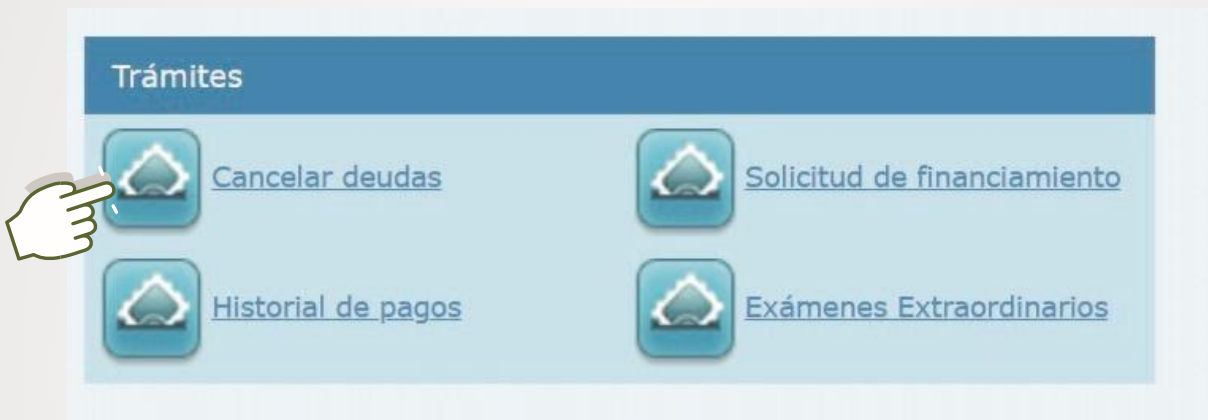 Trámites
Cancelar deudas
Solicitud de financiamiento
Historial de pagos
Exámenes Extraordinarios